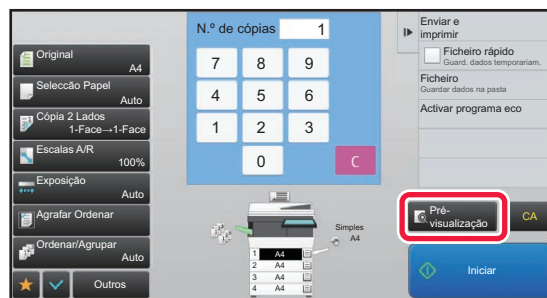 Original
A4
Seleccão Papel
Auto
Cópia 2 Lados
1-Face→1-Face
Escalas A/R
100%
Exposição
Auto
Agrafar Ordenar
Ordenar/Agrupar
Auto
Outros
N.º de cópias 1
7 8 9
4 5 6
1 2 3
0 C
Simples
A4
1 A4
2 A4
3 A4
4 A4
Enviar e
imprimir
Ficheiro rápido
Guard. dados temporariam.
Ficheiro
Guardar dados na pasta
Activar programa eco
Pré-
visualização
CA
Iniciar